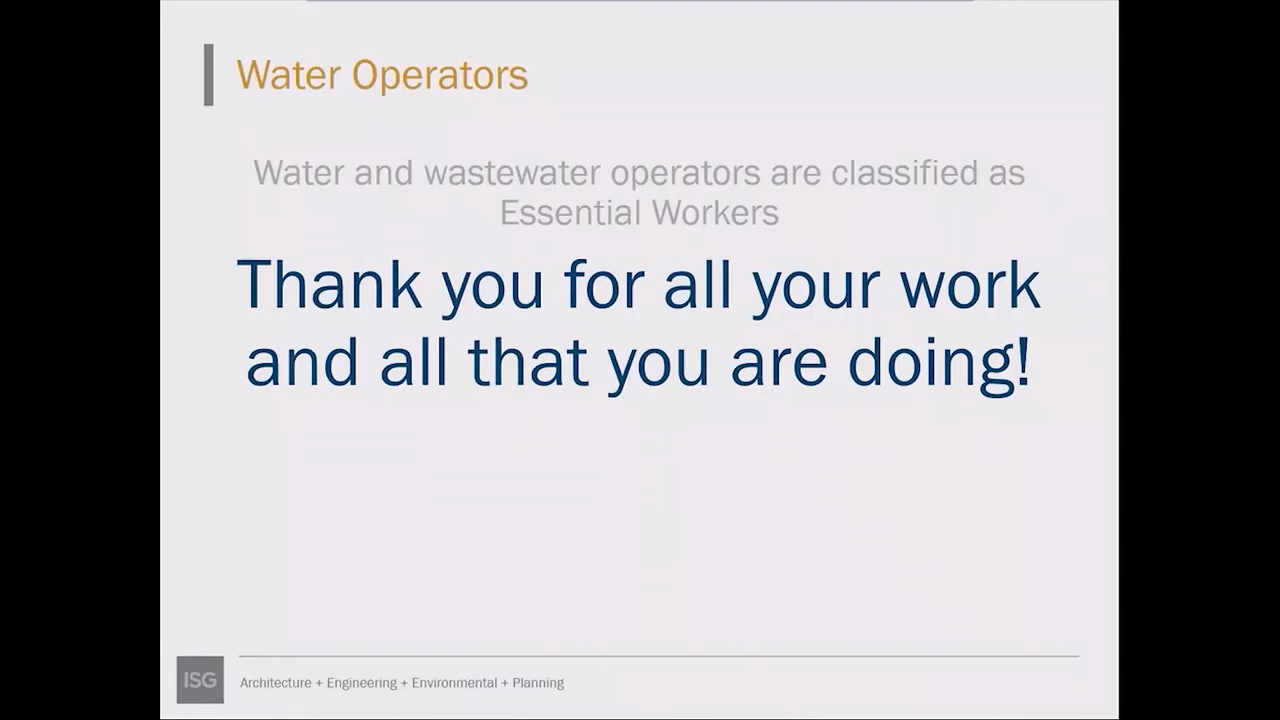 Water Operators
Water and wastewater operators are classified as
Essential Workers
Thank you for all your work
and all that you are doing!
ISG
Architecture + Engineering + Environmental + Planning